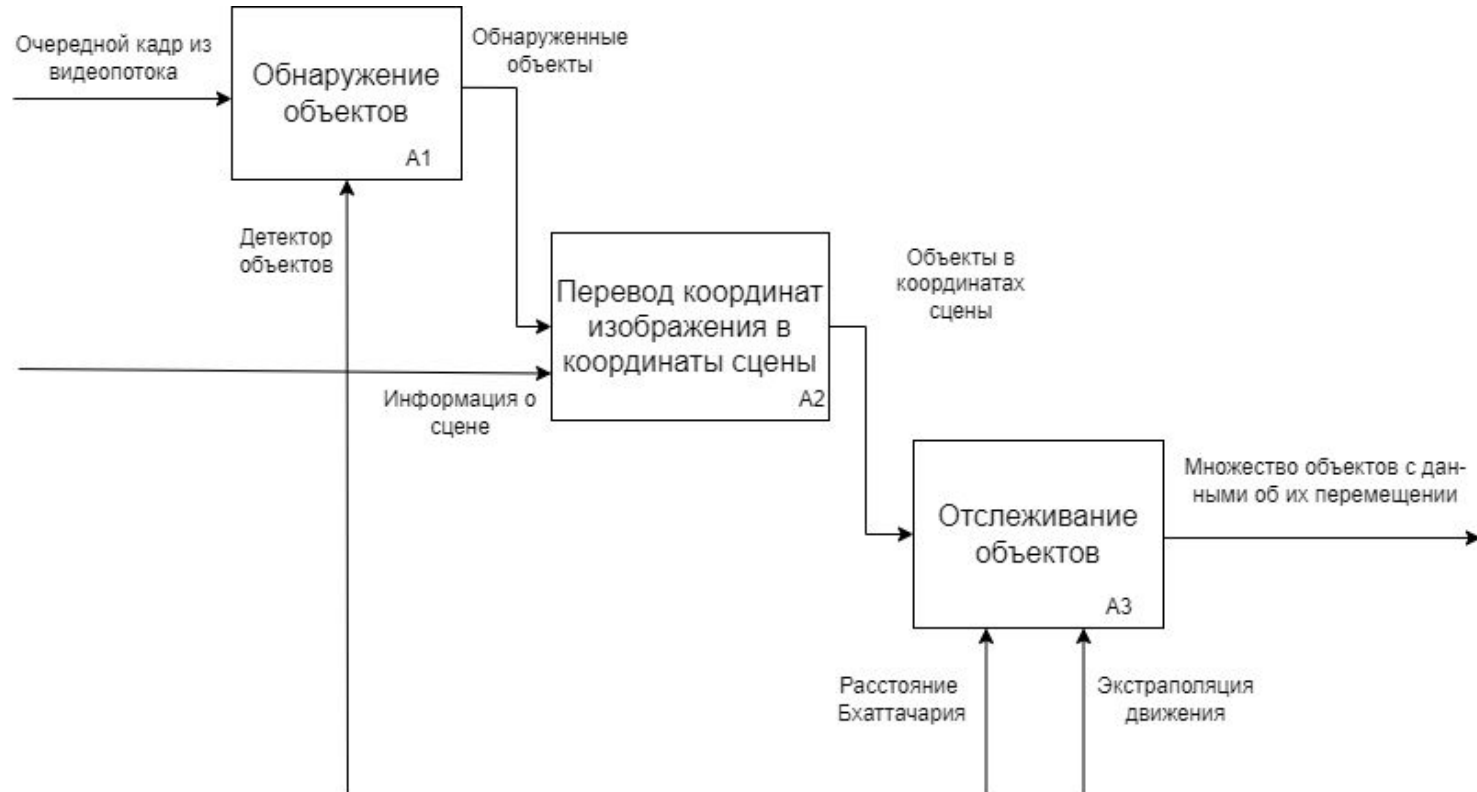 Очередной кадр из
видеопотока
Обнаружение
объектов
A1
Обнаруженные
объекты
Детектор
объектов
Перевод координат
изображения в
координаты сцены
A2
Информация о
сцене
Объекты в
координатах
сцены
Отслеживание
объектов
A3
Множество объектов с дан-
ными об их перемещении
Расстояние
Бхаттачария
Экстраполяция
движения